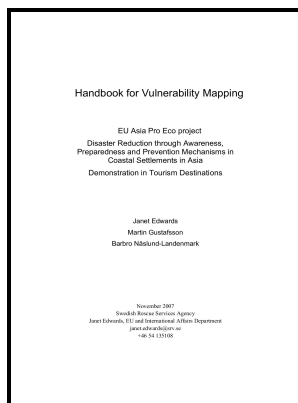 Handbook for Vulnerability Mapping
EU Asia Pro Eco project
Disaster Reduction through Awareness,
Preparedness and Prevention Mechanisms in
Coastal Settlements in Asia
Demonstration in Tourism Destinations
Janet Edwards
Martin Gustafsson
Barbro Näslund-Landenmark
November 2007
Swedish Rescue Services Agency
Janet Edwards, EU and International Affairs Department
janet.edwards@srv.se
+46 54 135108